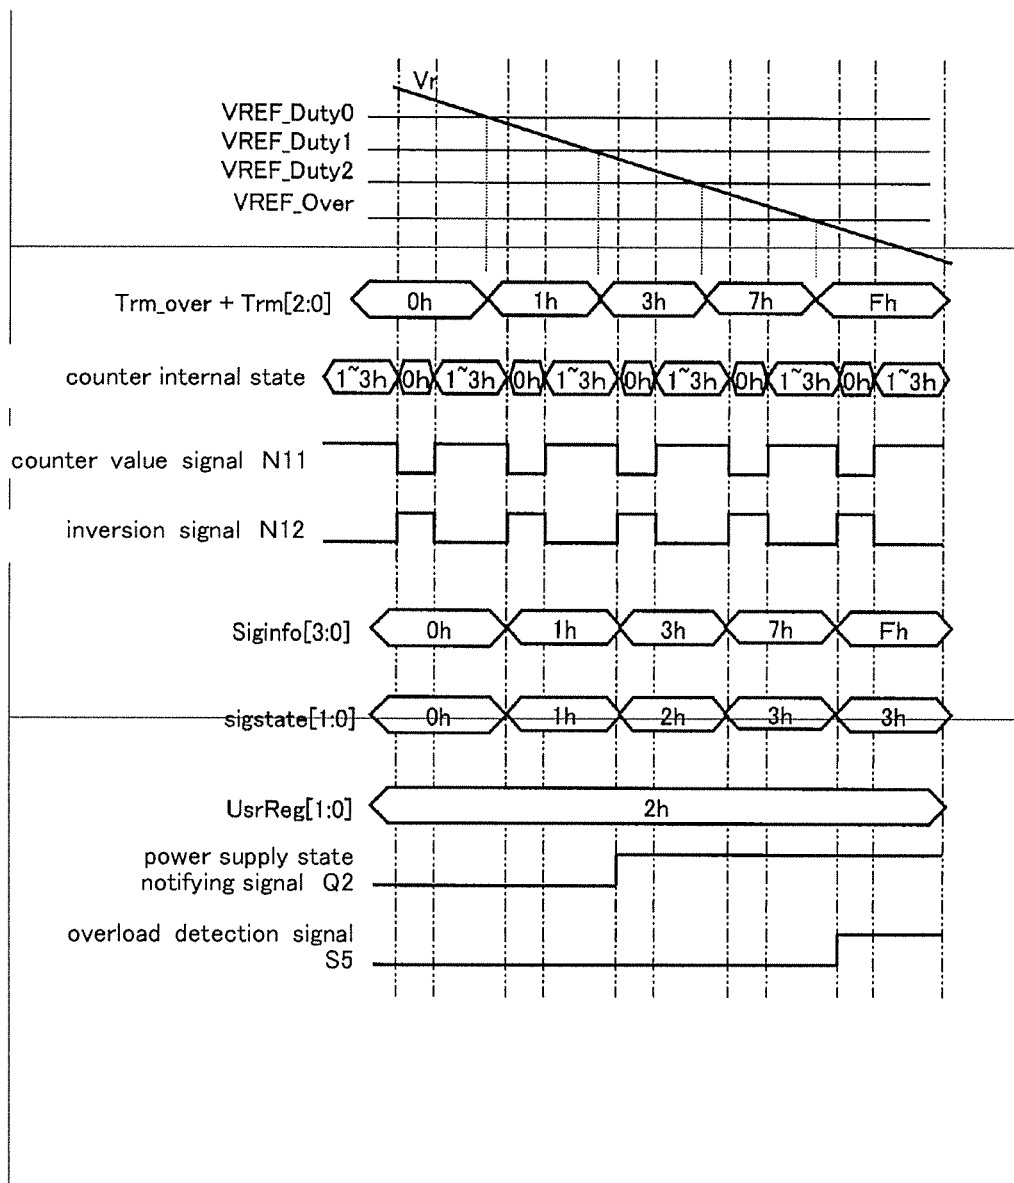 Vr
VREF_Duty0
VREF_Duty1
VREF_Duty2
VREF_Over
Trm_over + Trm[2:0] 0h 1h 3h 7h Fh
counter internal state 1~3h 0h 1~3h 0h 1~3h 0h 1~3h 0h 1~3h 0h 1~3h
counter value signal N11
inversion signal N12
Siginfo[3:0] 0h 1h 3h 7h Fh
sigstate[1:0] 0h 1h 2h 3h 3h
UsrReg[1:0] 2h
power supply state
notifying signal Q2
overload detection signal
S5